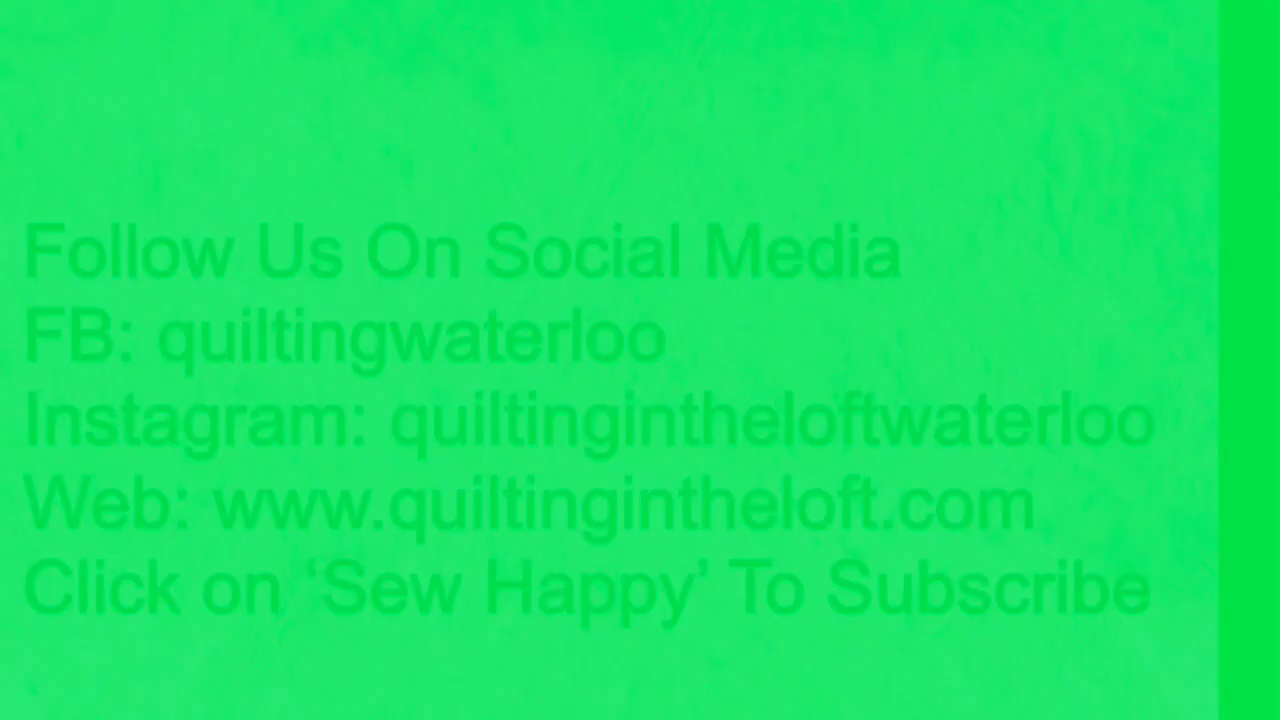 Follow Us On Social Media
FB: quiltingwaterloo
Instagram: quiltingintheloftwaterloo
Web: www.quiltingintheloft.com
Click on ‘Sew Happy’ To Subscribe